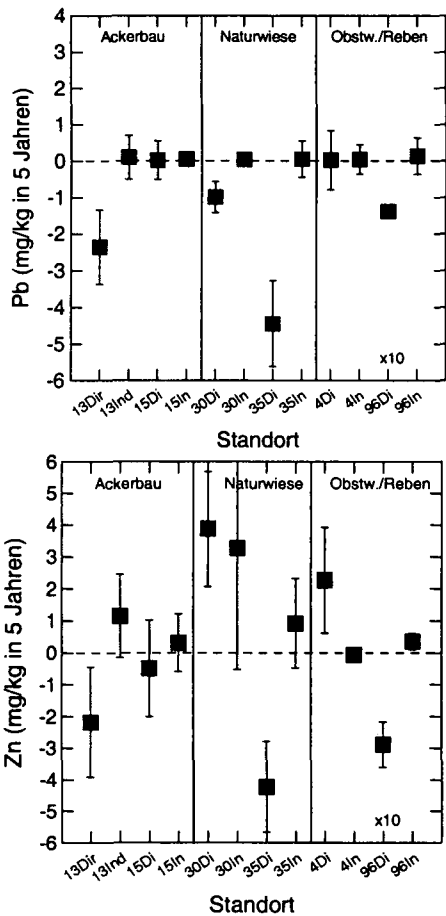 Pb (mg/kg in 5 Jahren)
4
3
2
1
0
-1
-2
-3
-4
-5
-6
Ackerbau
Naturwiese
Obstw./Reben
x10
13Dir
13Ind
15Di
15In
30Di
30In
35Di
35In
4Di
4In
96Di
96In
Standort
Zn (mg/kg in 5 Jahren)
6
5
4
3
2
1
0
-1
-2
-3
-4
-5
-6
Ackerbau
Naturwiese
Obstw./Reben
x10
13Dir
13Ind
15Di
15In
30Di
30In
35Di
35In
4Di
4In
96Di
96In
Standort